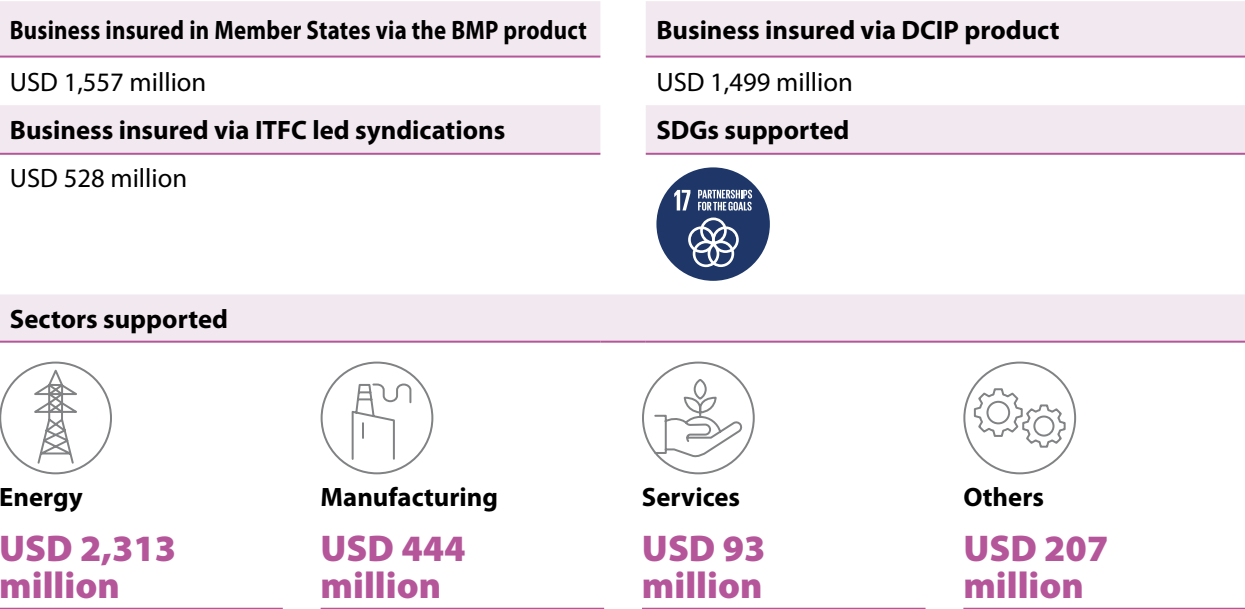 Business insured in Member States via the BMP product
USD 1,557 million
Business insured via DCIP product
USD 1,499 million
Business insured via ITFC led syndications
USD 528 million
SDGs supported
17 PARTNERSHIPS
FOR THE GOALS
Sectors supported
Energy
USD 2,313
million
Manufacturing
USD 444
million
Services
USD 93
million
Others
USD 207
million